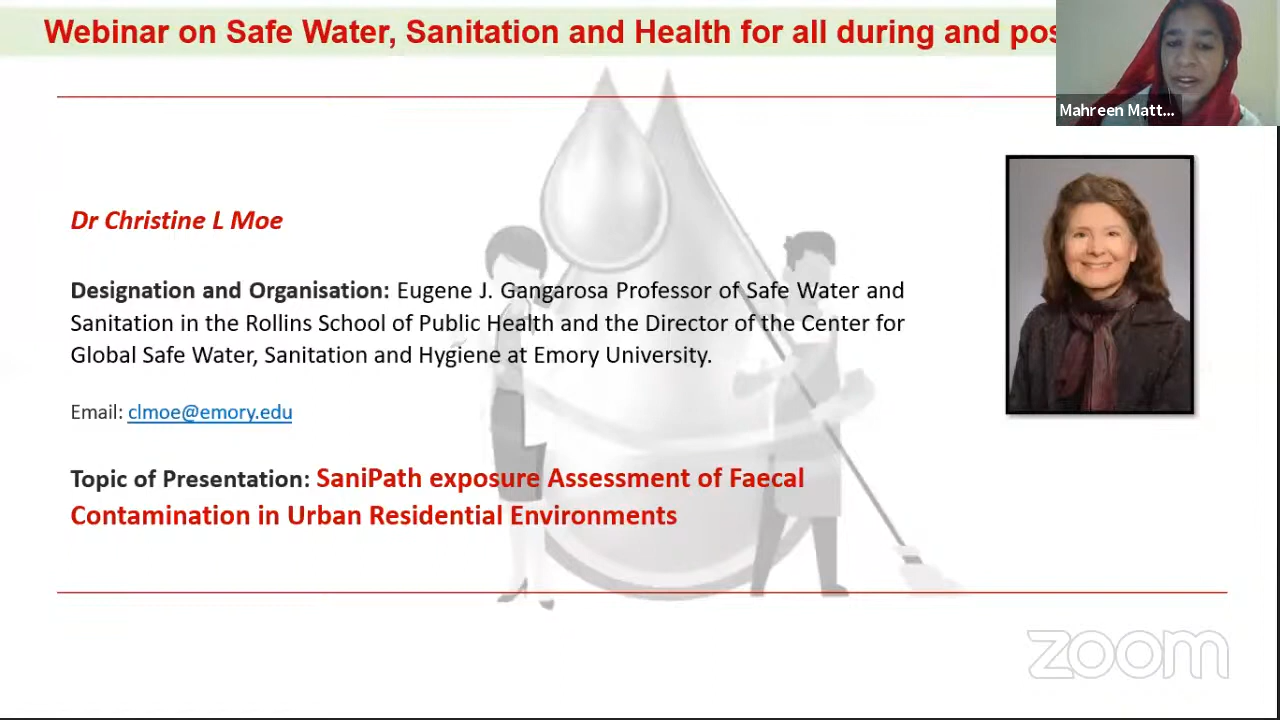 Webinar on Safe Water, Sanitation and Health for all during and pos
Mahreen Matt...
Dr Christine L Moe
Designation and Organisation: Eugene J. Gangarosa Professor of Safe Water and
Sanitation in the Rollins School of Public Health and the Director of the Center for
Global Safe Water, Sanitation and Hygiene at Emory University.
Email: clmoe@emory.edu
Topic of Presentation: SaniPath exposure Assessment of Faecal
Contamination in Urban Residential Environments
zoom